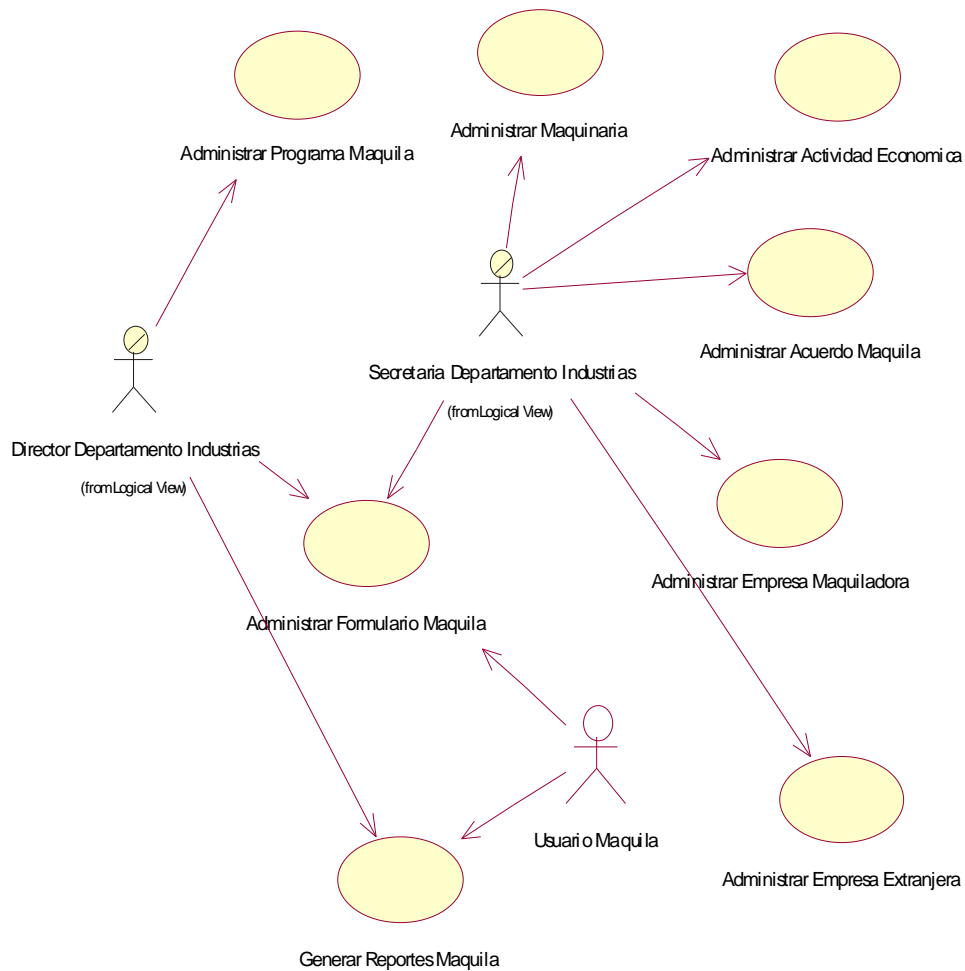 Administrar Maquinaria
Administrar Programa Maquila
Administrar Actividad Economica
Administrar Acuerdo Maquila
Secretaria Departamento Industrias
(from Logical View)
Director Departamento Industrias
(from Logical View)
Administrar Empresa Maquiladora
Administrar Formulario Maquila
Usuario Maquila
Administrar Empresa Extranjera
Generar Reportes Maquila